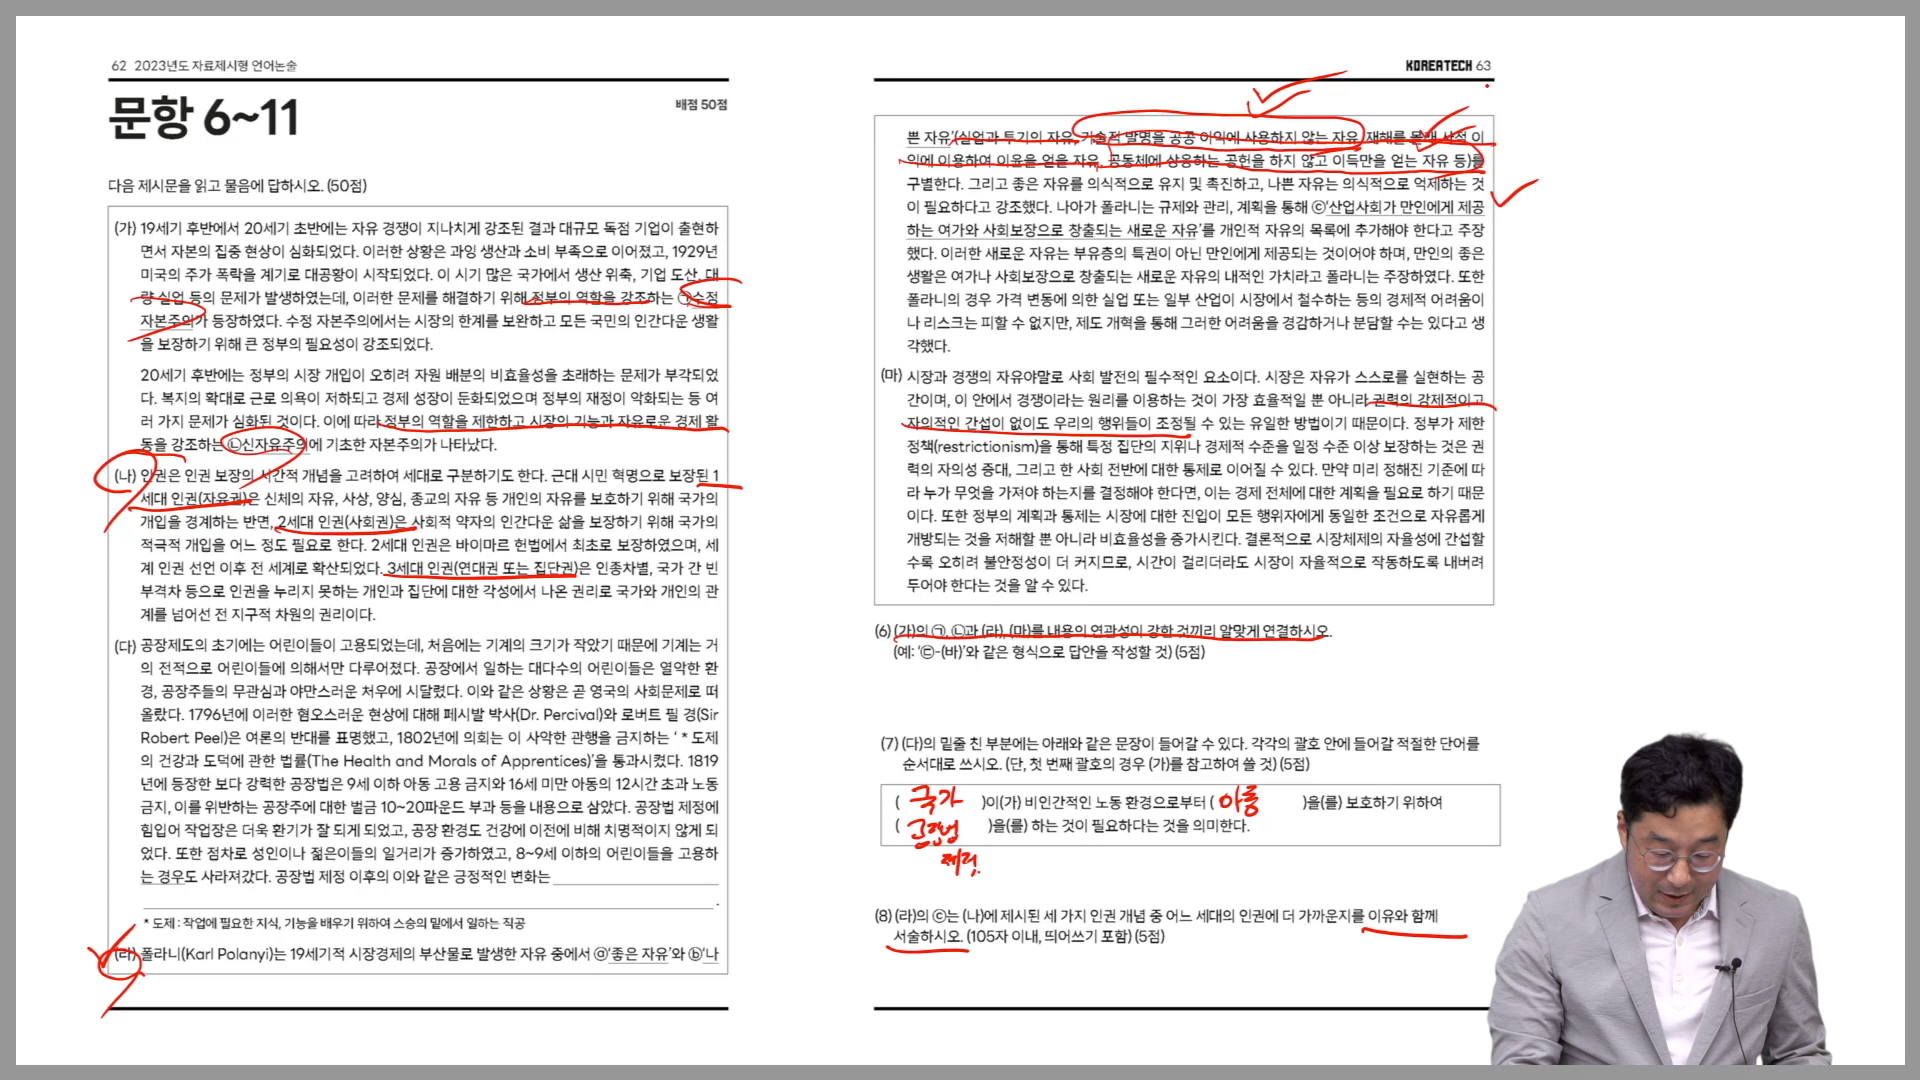 62 2023년도 자료제시형 언어논술
문항 6~11
배점 50점
다음 제시문을 읽고 물음에 답하시오. (50점)
(가) 19세기 후반에서 20세기 초반에는 자유 경쟁이 지나치게 강조된 결과 대규모 독점 기업이 출현하
면서 자본의 집중 현상이 심화되었다. 이러한 상황은 과잉 생산과 소비 부족으로 이어졌고, 1929년
미국의 주가 폭락을 계기로 대공황이 시작되었다. 이 시기 많은 국가에서 생산 위축, 기업 도산, 대
량 실업 등의 문제가 발생하였는데, 이러한 문제를 해결하기 위해 정부의 역할을 강조하는 ㉠수정
자본주의가 등장하였다. 수정 자본주의에서는 시장의 한계를 보완하고 모든 국민의 인간다운 생활
을 보장하기 위해 큰 정부의 필요성이 강조되었다.
20세기 후반에는 정부의 시장 개입이 오히려 자원 배분의 비효율성을 초래하는 문제가 부각되었
다. 복지의 확대로 근로 의욕이 저하되고 경제 성장이 둔화되었으며 정부의 재정이 악화되는 등 여
러 가지 문제가 심화된 것이다. 이에 따라 정부의 역할을 제한하고 시장의 기능과 자유로운 경제 활
동을 강조하는 ㉡신자유주의에 기초한 자본주의가 나타났다.
(나) 인권은 인권 보장의 시간적 개념을 고려하여 세대로 구분하기도 한다. 근대 시민 혁명으로 보장된 1
세대 인권(자유권)은 신체의 자유, 사상, 양심, 종교의 자유 등 개인의 자유를 보호하기 위해 국가의
개입을 경계하는 반면, 2세대 인권(사회권)은 사회적 약자의 인간다운 삶을 보장하기 위해 국가의
적극적 개입을 어느 정도 필요로 한다. 2세대 인권은 바이마르 헌법에서 최초로 보장하였으며, 세
계 인권 선언 이후 전 세계로 확산되었다. 3세대 인권(연대권 또는 집단권)은 인종차별, 국가 간 빈
부격차 등으로 인권을 누리지 못하는 개인과 집단에 대한 각성에서 나온 권리로 국가와 개인의 관
계를 넘어선 전 지구적 차원의 권리이다.
(다) 공장제도의 초기에는 어린이들이 고용되었는데, 처음에는 기계의 크기가 작았기 때문에 기계는 거
의 전적으로 어린이들에 의해서만 다루어졌다. 공장에서 일하는 대다수의 어린이들은 열악한 환
경, 공장주들의 무관심과 야만스러운 처우에 시달렸다. 이와 같은 상황은 곧 영국의 사회문제로 떠
올랐다. 1796년에 이러한 혐오스러운 현상에 대해 페시발 박사(Dr. Percival)와 로버트 필 경(Sir
Robert Peel)은 여론의 반대를 표명했고, 1802년에 의회는 이 사악한 관행을 금지하는 ‘ * 도제
의 건강과 도덕에 관한 법률(The Health and Morals of Apprentices)’을 통과시켰다. 1819
년에 등장한 보다 강력한 공장법은 9세 이하 아동 고용 금지와 16세 미만 아동의 12시간 초과 노동
금지, 이를 위반하는 공장주에 대한 벌금 10~20파운드 부과 등을 내용으로 삼았다. 공장법 제정에
힘입어 작업장은 더욱 환기가 잘 되게 되었고, 공장 환경도 건강에 이전에 비해 치명적이지 않게 되
었다. 또한 점차로 성인이나 젊은이들의 일거리가 증가하였고, 8~9세 이하의 어린이들을 고용하
는 경우도 사라져갔다. 공장법 제정 이후의 이와 같은 긍정적인 변화는
.
* 도제 : 작업에 필요한 지식, 기능을 배우기 위하여 스승의 밑에서 일하는 직공
(라) 폴라니(Karl Polanyi)는 19세기적 시장경제의 부산물로 발생한 자유 중에서 ⓐ‘좋은 자유’와 ⓑ‘나
KOREATECH 63
쁜 자유’(실업과 투기의 자유, 기술적 발명을 공공 이익에 사용하지 않는 자유, 재해를 몰래 사적 이
익에 이용하여 이윤을 얻을 자유, 공동체에 상응하는 공헌을 하지 않고 이득만을 얻는 자유 등)를
구별한다. 그리고 좋은 자유를 의식적으로 유지 및 촉진하고, 나쁜 자유는 의식적으로 억제하는 것
이 필요하다고 강조했다. 나아가 폴라니는 규제와 관리, 계획을 통해 ⓒ‘산업사회가 만인에게 제공
하는 여가와 사회보장으로 창출되는 새로운 자유’를 개인적 자유의 목록에 추가해야 한다고 주장
했다. 이러한 새로운 자유는 부유층의 특권이 아닌 만인에게 제공되는 것이어야 하며, 만인의 좋은
생활은 여가나 사회보장으로 창출되는 새로운 자유의 내적인 가치라고 폴라니는 주장하였다. 또한
폴라니의 경우 가격 변동에 의한 실업 또는 일부 산업이 시장에서 철수하는 등의 경제적 어려움이
나 리스크는 피할 수 없지만, 제도 개혁을 통해 그러한 어려움을 경감하거나 분담할 수는 있다고 생
각했다.
(마) 시장과 경쟁의 자유야말로 사회 발전의 필수적인 요소이다. 시장은 자유가 스스로를 실현하는 공
간이며, 이 안에서 경쟁이라는 원리를 이용하는 것이 가장 효율적일 뿐 아니라 권력의 강제적이고
자의적인 간섭이 없이도 우리의 행위들이 조정될 수 있는 유일한 방법이기 때문이다. 정부가 제한
정책(restrictionism)을 통해 특정 집단의 지위나 경제적 수준을 일정 수준 이상 보장하는 것은 권
력의 자의성 증대, 그리고 한 사회 전반에 대한 통제로 이어질 수 있다. 만약 미리 정해진 기준에 따
라 누가 무엇을 가져야 하는지를 결정해야 한다면, 이는 경제 전체에 대한 계획을 필요로 하기 때문
이다. 또한 정부의 계획과 통제는 시장에 대한 진입이 모든 행위자에게 동일한 조건으로 자유롭게
개방되는 것을 저해할 뿐 아니라 비효율성을 증가시킨다. 결론적으로 시장체제의 자율성에 간섭할
수록 오히려 불안정성이 더 커지므로, 시간이 걸리더라도 시장이 자율적으로 작동하도록 내버려
두어야 한다는 것을 알 수 있다.
(6) (가)의 ㉠, ㉡과 (라), (마)를 내용의 연관성이 강한 것끼리 알맞게 연결하시오.
(예: ‘㉢-(바)’와 같은 형식으로 답안을 작성할 것) (5점)
(7) (다)의 밑줄 친 부분에는 아래와 같은 문장이 들어갈 수 있다. 각각의 괄호 안에 들어갈 적절한 단어를
순서대로 쓰시오. (단, 첫 번째 괄호의 경우 (가)를 참고하여 쓸 것) (5점)
( 국가 )이(가) 비인간적인 노동 환경으로부터 ( 아동 )을(를) 보호하기 위하여
( 공장법 )을(를) 하는 것이 필요하다는 것을 의미한다.
제정
(8) (라)의 ⓒ는 (나)에 제시된 세 가지 인권 개념 중 어느 세대의 인권에 더 가까운지를 이유와 함께
서술하시오. (105자 이내, 띄어쓰기 포함) (5점)